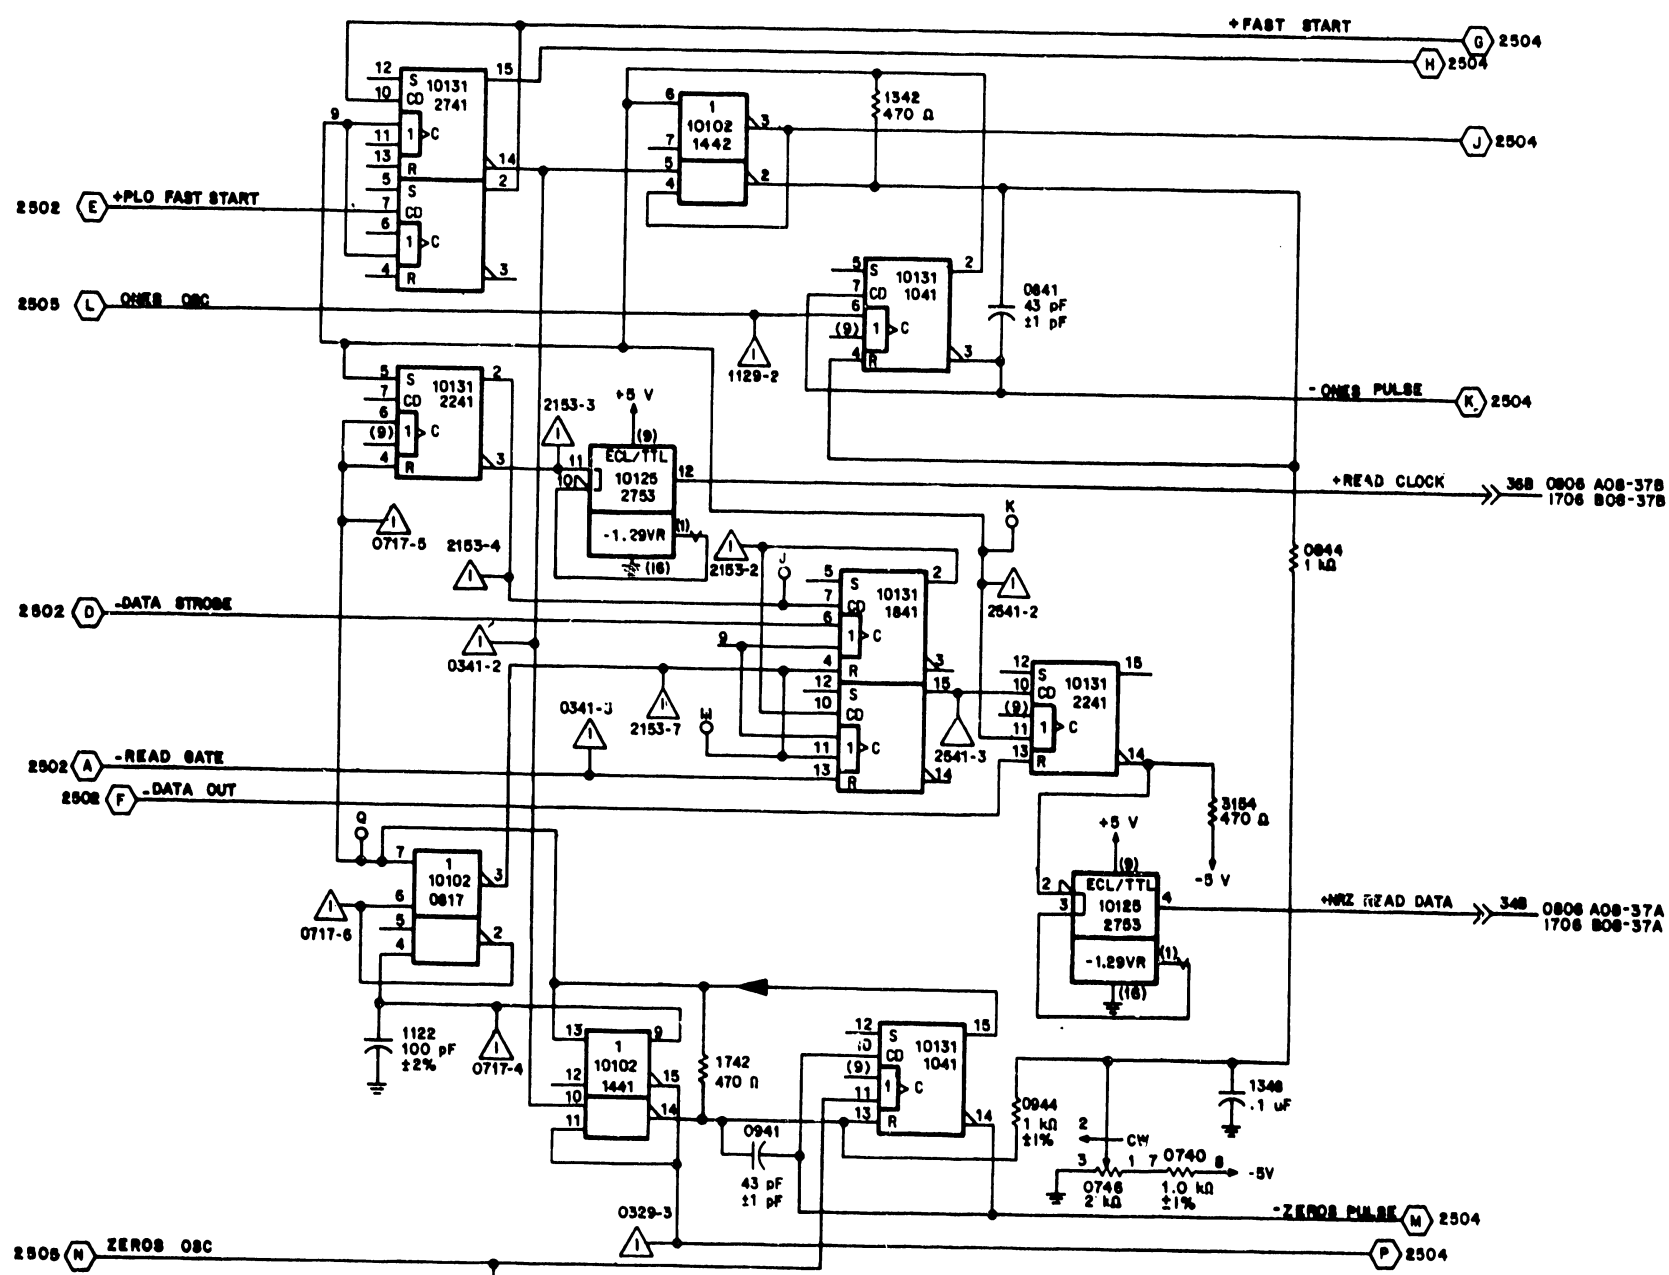 +FAST START
G 2504
H 2504
12 S 10131 15
10 CD 2741
9
11 1 C
13 R 14
5 S 2
2502 E +PLO FAST START
7 CD
6 1 C
4 R 3
6 1 3
10102
7 1442
5 2
4
1342
470 Ω
J 2504
2505 L ONES OSC
5 S 10131 2
7 CD 1041
6
(9) 1 C
4 R 3
0841
43 pF
±1 pF
1129-2
-ONES PULSE
K 2504
5 S 10131 2
7 CD 2241
6
(9) 1 C
4 R 3
2153-3
+5 V
(9)
11 ECL/TTL 12
10 10125
2753
-1.29VR (1)
(16)
+READ CLOCK
36B 0806 A08-37B
1706 B08-37B
0717-5
2153-4
2153-2
J
K
2541-2
0844
1 kΩ
2502 D -DATA STROBE
5 S 2
7 CD 10131
6 1841
9 1 C
4 R 3
12 S 15
10 CD
11 1 C
13 R 14
0341-2
2153-7
0341-3
W
2541-3
12 S 15
10 CD 10131
(9) 2241
11 1 C
13 R 14
2502 A -READ GATE
2502 F -DATA OUT
3154
470 Ω
-5 V
+5 V
(9)
2 ECL/TTL 4
3 10125
2753
-1.29VR (1)
(16)
+NRZ READ DATA
34B 0806 A08-37A
1706 B08-37A
Q
7 1
10102 3
6 0817
5 2
4
0717-6
1122
100 pF
±2%
0717-4
13 1 9
10102
12 1441 15
10 14
11
1742
470 Ω
0941
43 pF
±1 pF
12 S 15
10 CD 10131
(9) 1041
11 1 C
13 R 14
0944
1 kΩ
±1%
1346
.1 uF
2 CW
3 1 7 0740 8 -5V
0746
2 kΩ
1.0 kΩ
±1%
-ZEROS PULSE
M 2504
0329-3
P 2504
2505 N ZEROS OSC